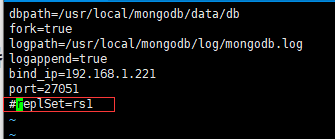 dbpath=/usr/local/mongodb/data/db
fork=true
logpath=/usr/local/mongodb/log/mongodb.log
logappend=true
bind_ip=192.168.1.221
port=27051
#replSet=rs1
~
~